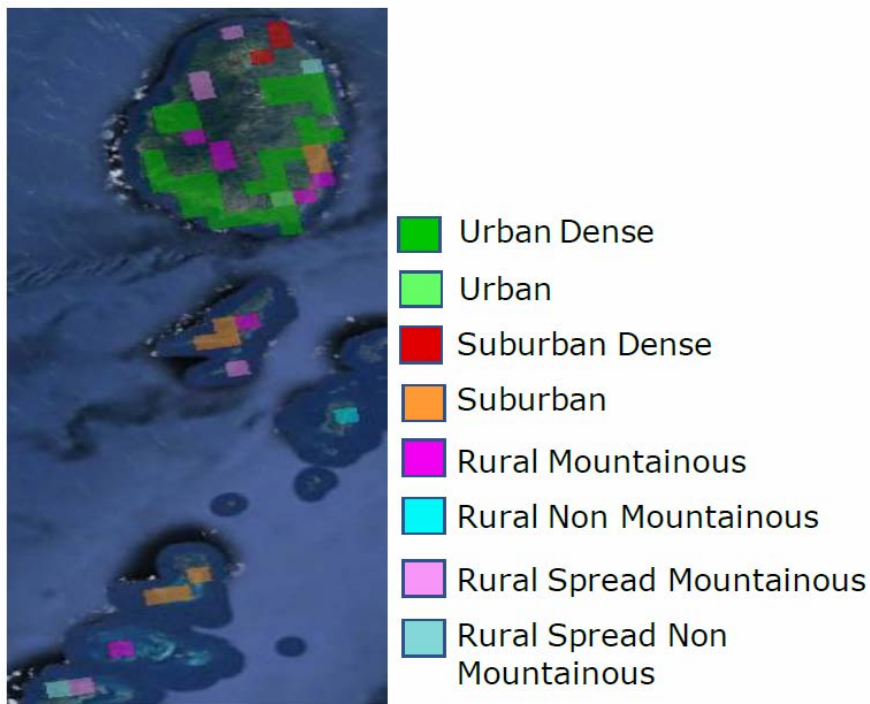 Urban Dense
Urban
Suburban Dense
Suburban
Rural Mountainous
Rural Non Mountainous
Rural Spread Mountainous
Rural Spread Non
Mountainous